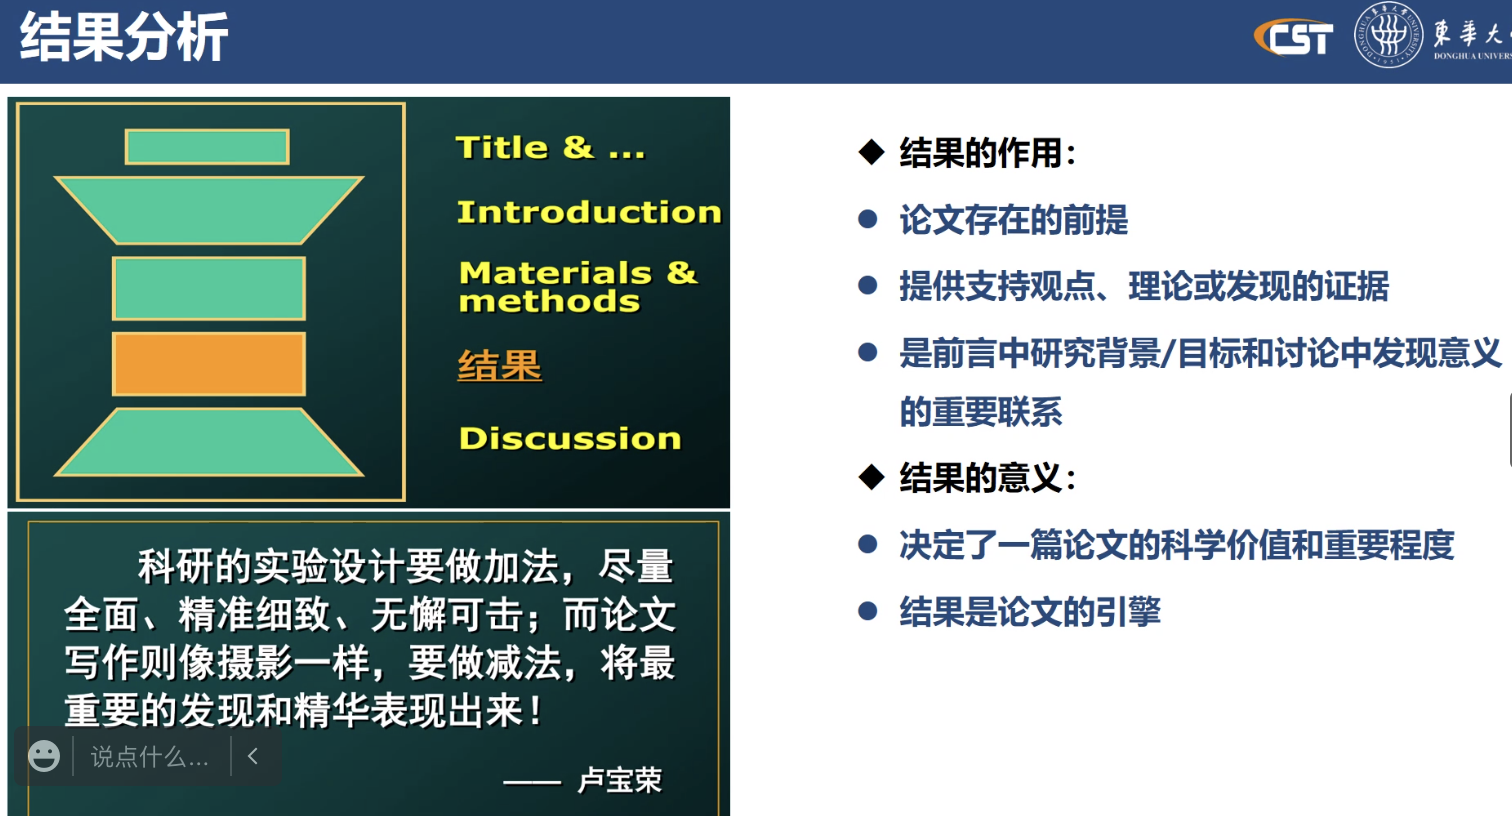 结果分析
CST
東華大
DONGHUA UNIVERS
Title & ...
Introduction
Materials &
methods
结果
Discussion
科研的实验设计要做加法，尽量
全面、精准细致、无懈可击；而论文
写作则像摄影一样，要做减法，将最
重要的发现和精华表现出来！
—— 卢宝荣
说点什么...
◆ 结果的作用：
● 论文存在的前提
● 提供支持观点、理论或发现的证据
● 是前言中研究背景/目标和讨论中发现意义
的重要联系
◆ 结果的意义：
● 决定了一篇论文的科学价值和重要程度
● 结果是论文的引擎